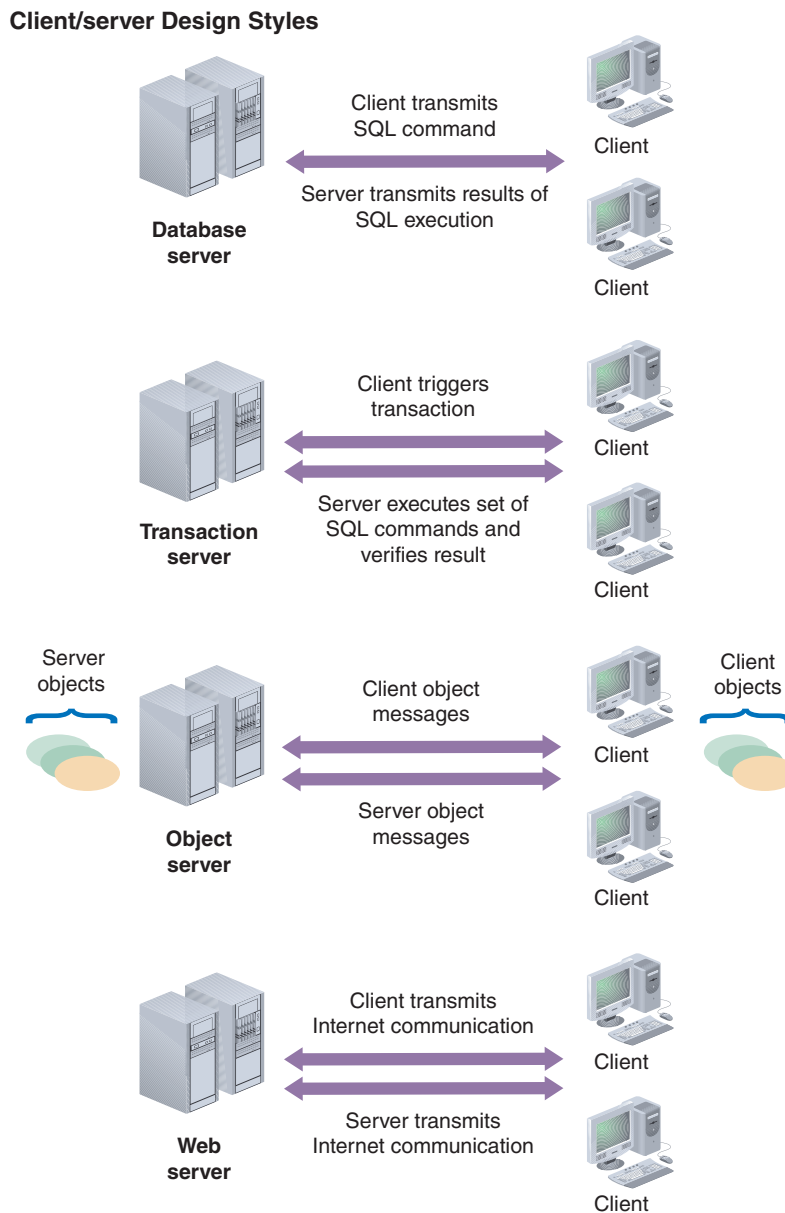 Client/server Design Styles
Client transmits
SQL command
Server transmits results of
SQL execution
Database
server
Client
Client
Client triggers
transaction
Server executes set of
SQL commands and
verifies result
Transaction
server
Client
Client
Server
objects
Client object
messages
Server object
messages
Object
server
Client
Client
Client
objects
Client transmits
Internet communication
Server transmits
Internet communication
Web
server
Client
Client